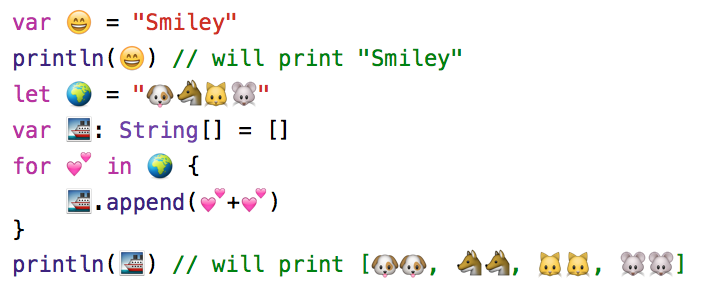 var 😄 = "Smiley"
println(😄) // will print "Smiley"
let 🌍 = "🐶🐺🐱🐭"
var 🚢: String[] = []
for 💕 in 🌍 {
    🚢.append(💕+💕)
}
println(🚢) // will print [🐶🐶, 🐺🐺, 🐱🐱, 🐭🐭]